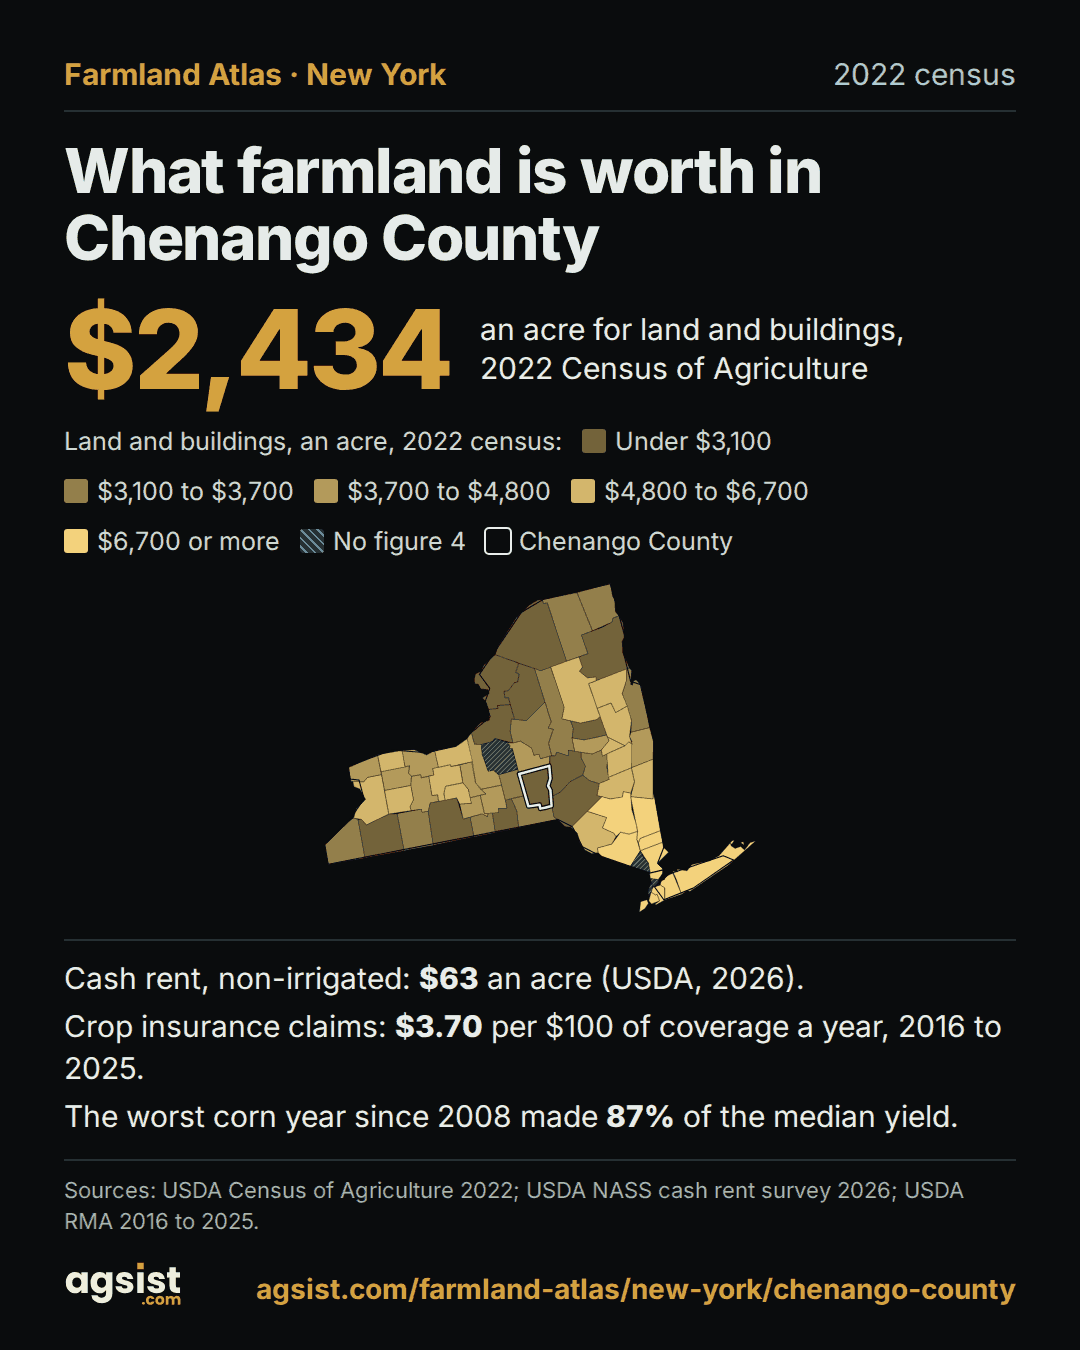 Farmland Atlas · New York
2022 census
What farmland is worth in
Chenango County
$2,434
an acre for land and buildings,
2022 Census of Agriculture
Land and buildings, an acre, 2022 census: Under $3,100
$3,100 to $3,700 $3,700 to $4,800 $4,800 to $6,700
$6,700 or more No figure 4 Chenango County
Cash rent, non-irrigated: $63 an acre (USDA, 2026).
Crop insurance claims: $3.70 per $100 of coverage a year, 2016 to
2025.
The worst corn year since 2008 made 87% of the median yield.
Sources: USDA Census of Agriculture 2022; USDA NASS cash rent survey 2026; USDA
RMA 2016 to 2025.
agsist
.com
agsist.com/farmland-atlas/new-york/chenango-county